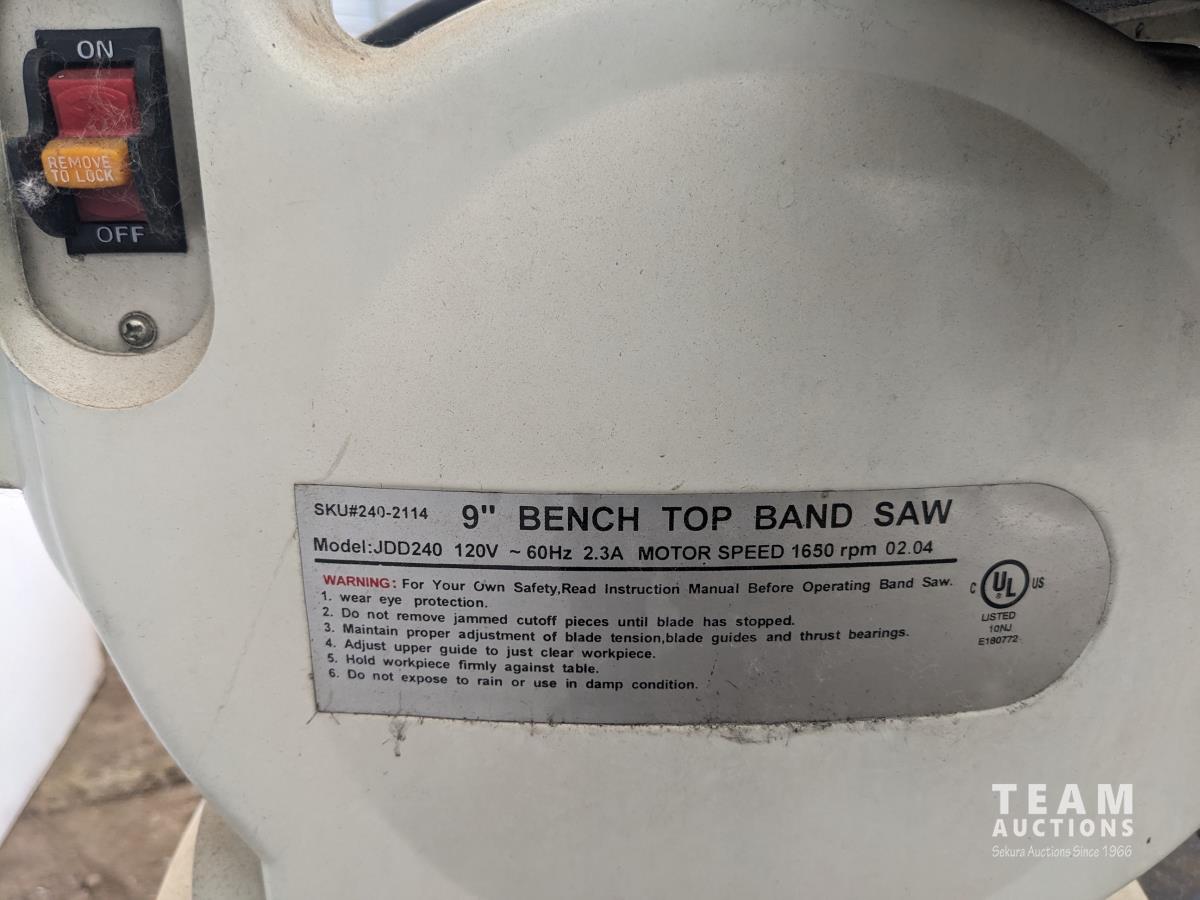 ON
REMOVE
TO LOCK
OFF
SKU#240-2114 9" BENCH TOP BAND SAW
Model:JDD240 120V ~ 60Hz 2.3A MOTOR SPEED 1650 rpm 02.04
WARNING: For Your Own Safety,Read Instruction Manual Before Operating Band Saw.
1. wear eye protection.
2. Do not remove jammed cutoff pieces until blade has stopped.
3. Maintain proper adjustment of blade tension,blade guides and thrust bearings.
4. Adjust upper guide to just clear workpiece.
5. Hold workpiece firmly against table.
6. Do not expose to rain or use in damp condition.
C UL ® US
LISTED
10NJ
E180772
TEAM
AUCTIONS
Sekura Auctions Since 1966